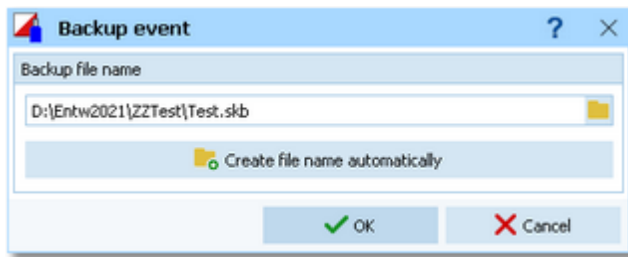 Backup event
?
Backup file name
D:\Entw2021\ZZTest\Test.skb
Create file name automatically
OK
Cancel